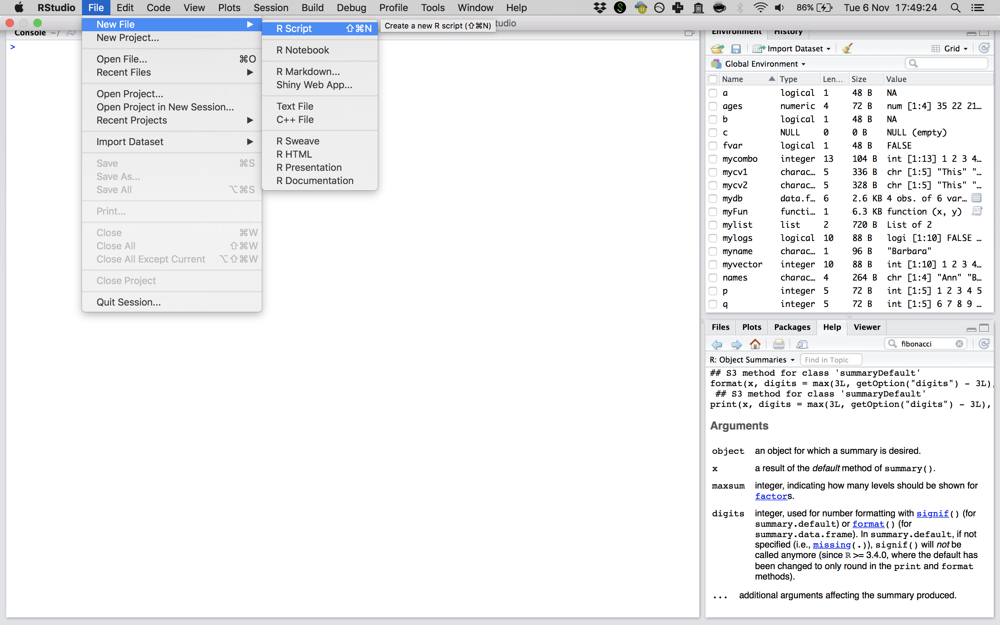 RStudio File Edit Code View Plots Session Build Debug Profile Tools Window Help 86% Tue 6 Nov 17:49:24
tudio
Console ~/
>
New File
New Project...
Open File... ⌘O
Recent Files
Open Project...
Open Project in New Session...
Recent Projects
Import Dataset
Save ⌘S
Save As...
Save All ⌥⌘S
Print...
Close ⌘W
Close All ⇧⌘W
Close All Except Current ⌥⇧⌘W
Close Project
Quit Session...
R Script ⇧⌘N
R Notebook
R Markdown...
Shiny Web App...
Text File
C++ File
R Sweave
R HTML
R Presentation
R Documentation
Create a new R script (⇧⌘N)
Environment History
Import Dataset Grid
Global Environment
Name Type Len... Size Value
a logical 1 48 B NA
ages numeric 4 72 B num [1:4] 35 22 21…
b logical 1 48 B NA
c NULL 0 0 B NULL (empty)
fvar logical 1 48 B FALSE
mycombo integer 13 104 B int [1:13] 1 2 3 4…
mycv1 charac… 5 336 B chr [1:5] "This" "…
mycv2 charac… 5 328 B chr [1:5] "This" "…
mydb data.f… 6 2.6 KB 4 obs. of 6 var…
myFun functi… 1 6.3 KB function (x, y)
mylist list 2 720 B List of 2
mylogs logical 10 88 B logi [1:10] FALSE …
myname charac… 1 96 B "Barbara"
myvector integer 10 88 B int [1:10] 1 2 3 4…
names charac… 4 264 B chr [1:4] "Ann" "B…
p integer 5 72 B int [1:5] 1 2 3 4 5
q integer 5 72 B int [1:5] 6 7 8 9 …
Files Plots Packages Help Viewer
fibonacci
R: Object Summaries Find in Topic
## S3 method for class 'summaryDefault'
format(x, digits = max(3L, getOption("digits") - 3L),
## S3 method for class 'summaryDefault'
print(x, digits = max(3L, getOption("digits") - 3L),
Arguments
object an object for which a summary is desired.
x a result of the default method of summary().
maxsum integer, indicating how many levels should be shown for
factors.
digits integer, used for number formatting with signif() (for
summary.default) or format() (for
summary.data.frame). In summary.default, if not
specified (i.e., missing(.)), signif() will not be
called anymore (since R >= 3.4.0, where the default has
been changed to only round in the print and format
methods).
... additional arguments affecting the summary produced.